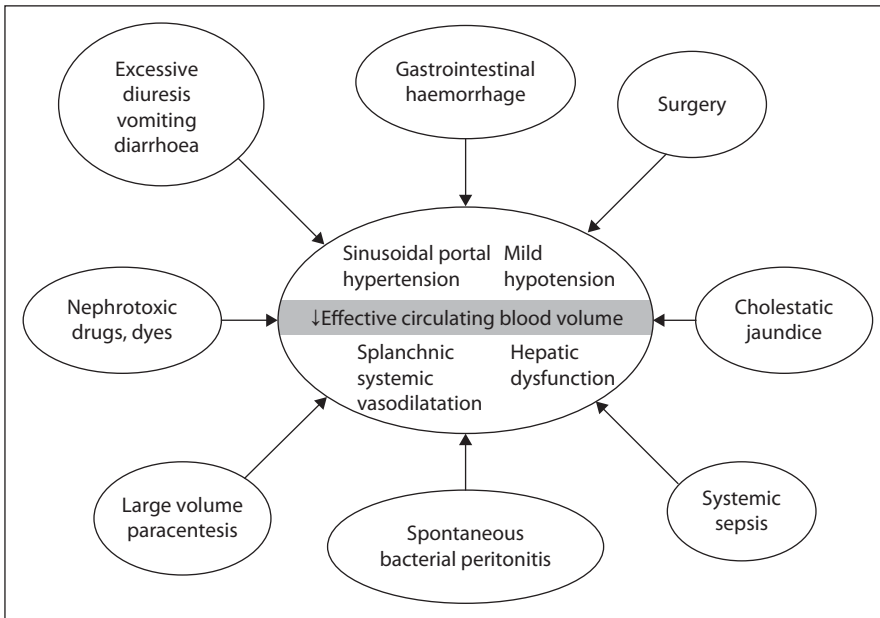 Excessive
diuresis
vomiting
diarrhoea
Gastrointestinal
haemorrhage
Surgery
Sinusoidal portal
hypertension
Mild
hypotension
Nephrotoxic
drugs, dyes
↓Effective circulating blood volume
Cholestatic
jaundice
Splanchnic
systemic
vasodilatation
Hepatic
dysfunction
Large volume
paracentesis
Spontaneous
bacterial peritonitis
Systemic
sepsis